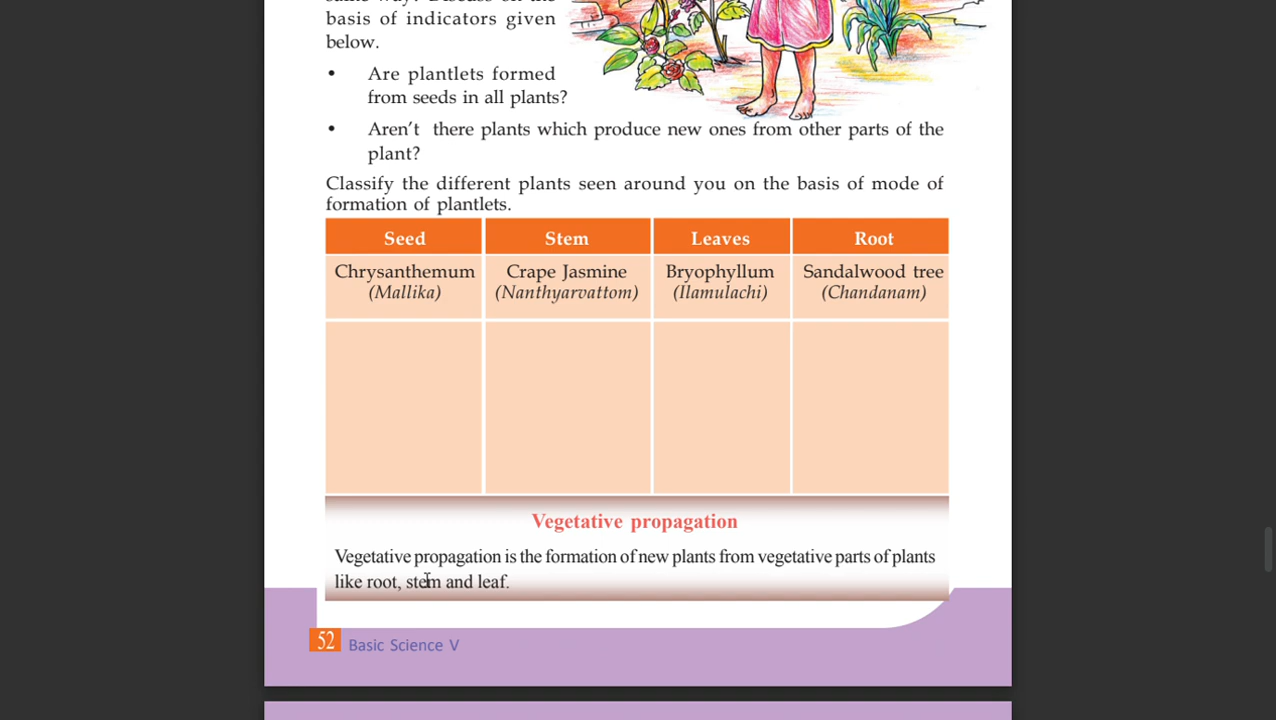 basis of indicators given
below.
• Are plantlets formed
from seeds in all plants?
• Aren’t there plants which produce new ones from other parts of the
plant?
Classify the different plants seen around you on the basis of mode of
formation of plantlets.
Seed Stem Leaves Root
Chrysanthemum Crape Jasmine Bryophyllum Sandalwood tree
(Mallika) (Nanthyarvattom) (Ilamulachi) (Chandanam)
Vegetative propagation
Vegetative propagation is the formation of new plants from vegetative parts of plants
like root, stem and leaf.
52 Basic Science V